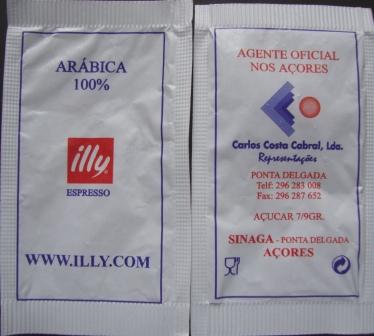 ARÁBICA
100%
illy
ESPRESSO
WWW.ILLY.COM
AGENTE OFICIAL
NOS AÇORES
Carlos Costa Cabral, Lda.
Representações
PONTA DELGADA
Telf: 296 283 008
Fax: 296 287 652
AÇUCAR 7/9GR.
SINAGA - PONTA DELGADA
AÇORES